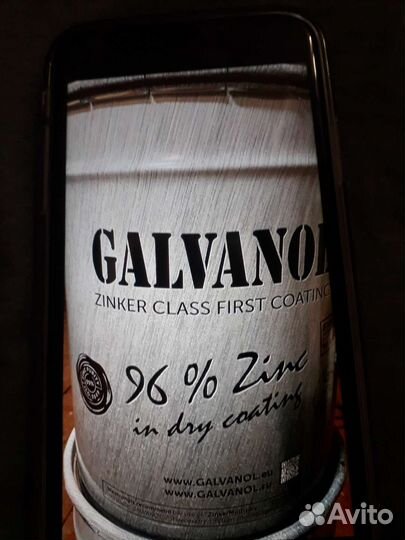 GALVANOL
ZINKER CLASS FIRST COATING
96 % Zinc
in dry coating
www.GALVANOL.eu
www.GALVANOL.ru
Avito